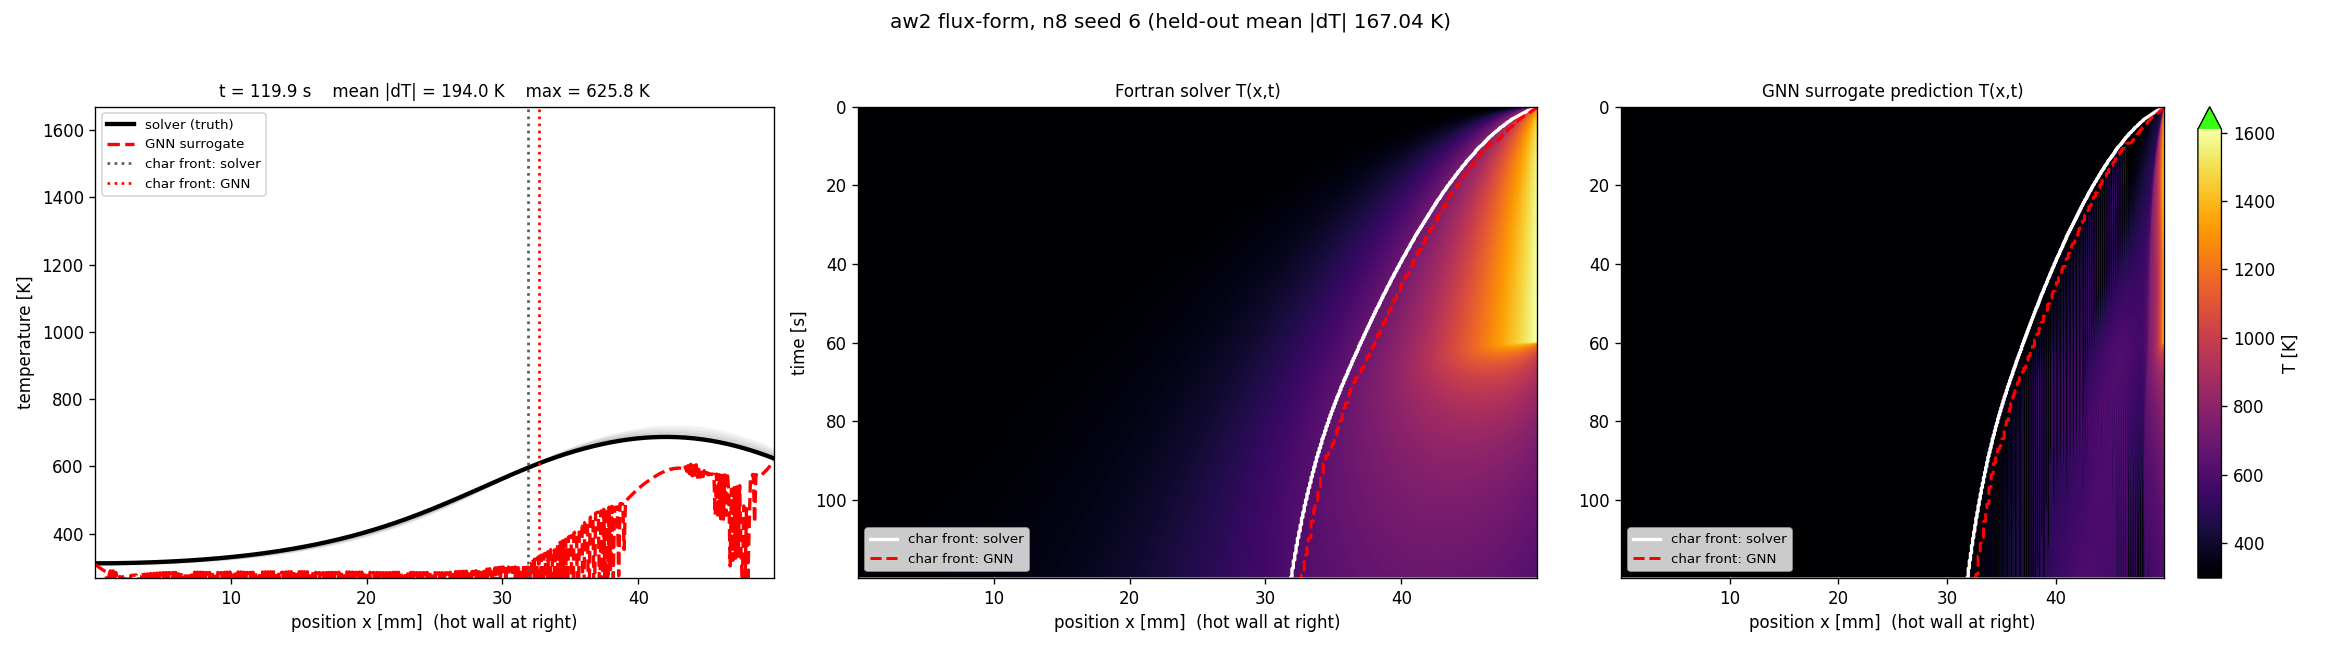 aw2 flux-form, n8 seed 6 (held-out mean |dT| 167.04 K)
t = 119.9 s    mean |dT| = 194.0 K    max = 625.8 K
temperature [K]
1600
1400
1200
1000
800
600
400
solver (truth)
GNN surrogate
char front: solver
char front: GNN
10
20
30
40
position x [mm]  (hot wall at right)
Fortran solver T(x,t)
time [s]
0
20
40
60
80
100
char front: solver
char front: GNN
10
20
30
40
position x [mm]  (hot wall at right)
GNN surrogate prediction T(x,t)
0
20
40
60
80
100
char front: solver
char front: GNN
10
20
30
40
position x [mm]  (hot wall at right)
1600
1400
1200
1000
800
600
400
T [K]